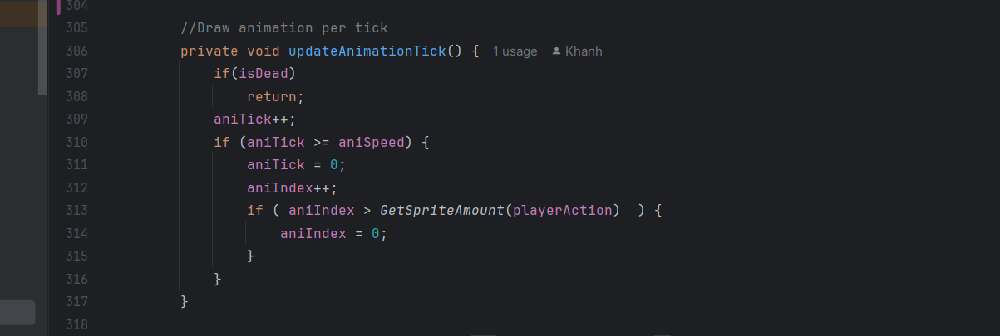 304
305 //Draw animation per tick
306 private void updateAnimationTick() { 1 usage Khanh
307 if(isDead)
308 return;
309 aniTick++;
310 if (aniTick >= aniSpeed) {
311 aniTick = 0;
312 aniIndex++;
313 if ( aniIndex > GetSpriteAmount(playerAction)  ) {
314 aniIndex = 0;
315 }
316 }
317 }
318